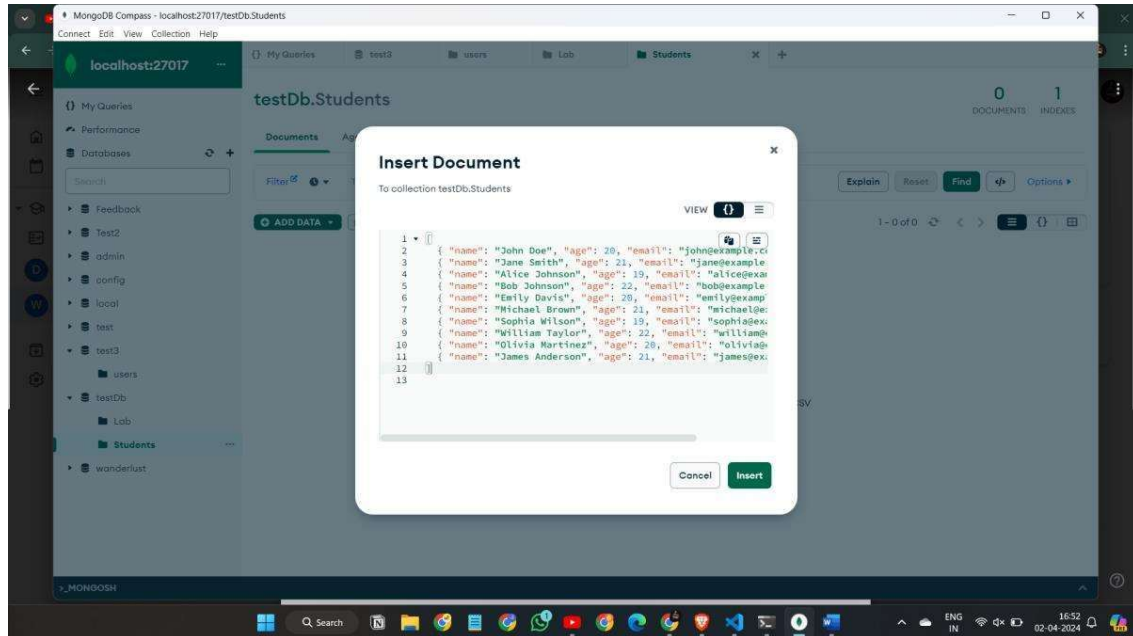 MongoDB Compass - localhost:27017/testDb.Students
Connect Edit View Collection Help
localhost:27017 ...
{} My Queries
test3
users
Lab
Students
{} My Queries
Performance
Databases
Search
Feedback
Test2
admin
config
local
test
test3
users
testDb
Lab
Students
wanderlust
testDb.Students
0
DOCUMENTS
1
INDEXES
Documents Ag
Filter
Explain Reset Find </> Options
ADD DATA
1-0 of 0
Insert Document
To collection testDb.Students
VIEW {}
1 [
2 { "name": "John Doe", "age": 20, "email": "john@example.c
3 { "name": "Jane Smith", "age": 21, "email": "jane@example
4 { "name": "Alice Johnson", "age": 19, "email": "alice@exa
5 { "name": "Bob Johnson", "age": 22, "email": "bob@example
6 { "name": "Emily Davis", "age": 20, "email": "emily@examp
7 { "name": "Michael Brown", "age": 21, "email": "michael@e
8 { "name": "Sophia Wilson", "age": 19, "email": "sophia@ex
9 { "name": "William Taylor", "age": 22, "email": "william@
10 { "name": "Olivia Martinez", "age": 20, "email": "olivia@
11 { "name": "James Anderson", "age": 21, "email": "james@ex
12 ]
13
SV
Cancel Insert
>_MONGOSH
D
W
Search
ENG
IN
16:52
02-04-2024